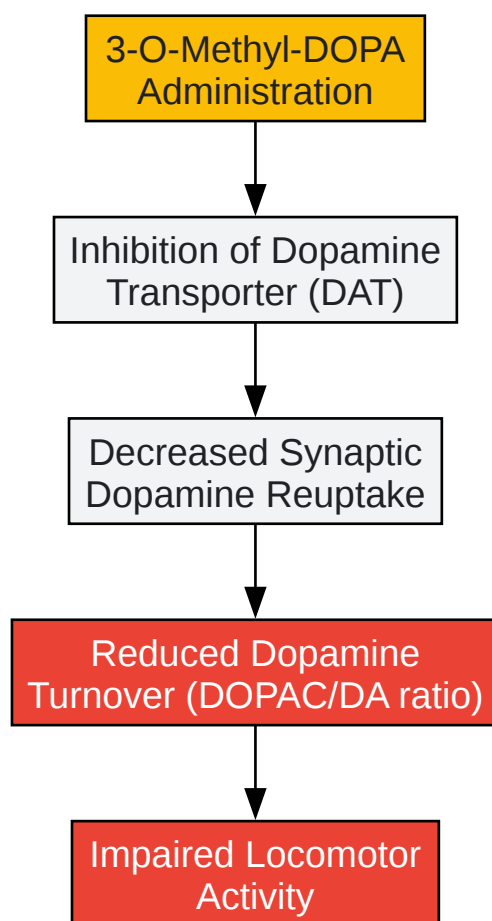 3-O-Methyl-DOPA
Administration
Inhibition of Dopamine
Transporter (DAT)
Decreased Synaptic
Dopamine Reuptake
Reduced Dopamine
Turnover (DOPAC/DA ratio)
Impaired Locomotor
Activity